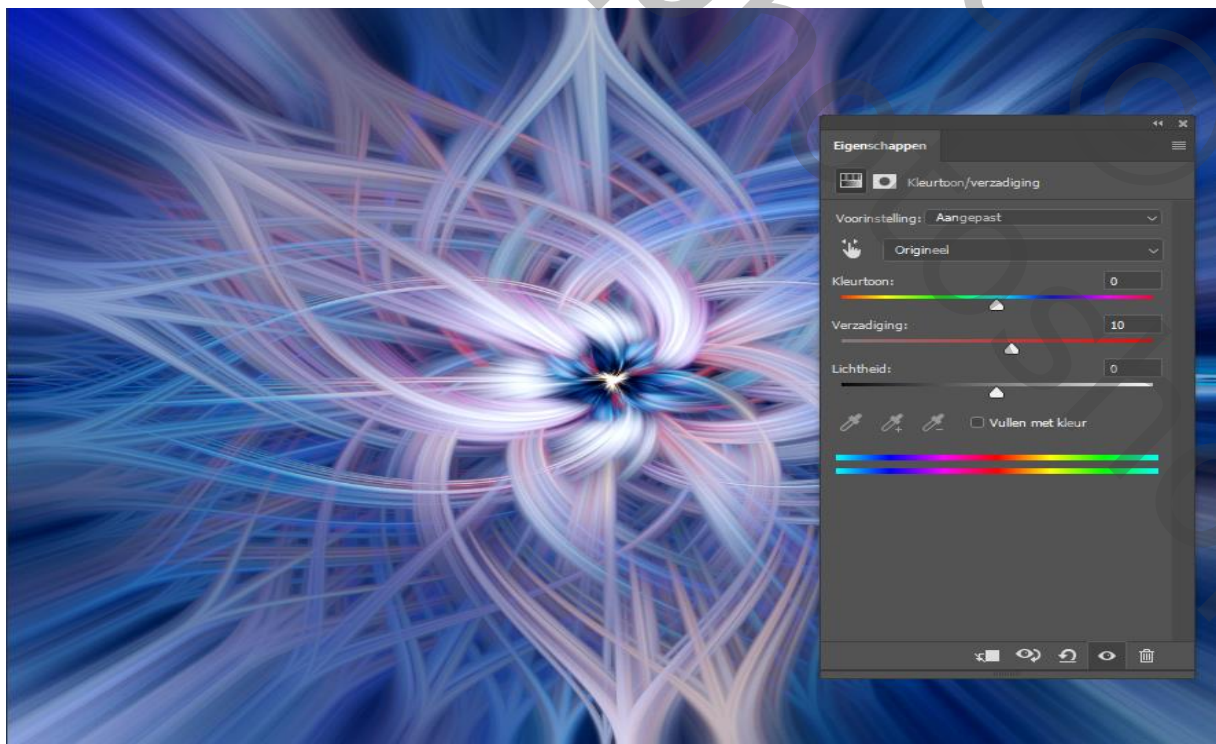 Eigenschappen
Kleurtoon/verzadiging
Voorinstelling: Aangepast
Origineel
Kleurtoon: 0
Verzadiging: 10
Lichtheid: 0
Vullen met kleur